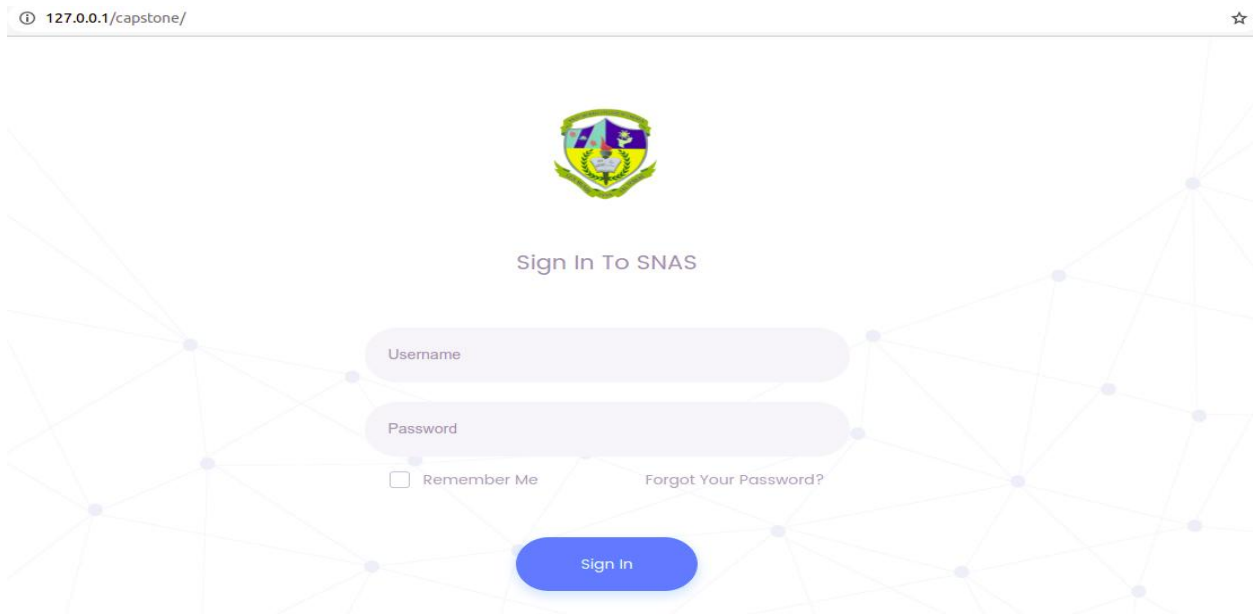 127.0.0.1/capstone/
Sign In To SNAS
Username
Password
Remember Me Forgot Your Password?
Sign In